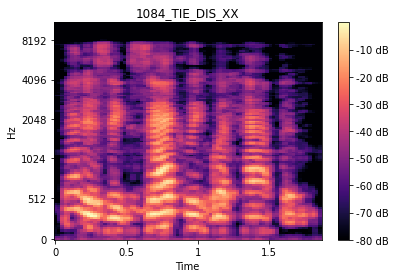 1084_TIE_DIS_XX
8192
4096
2048
1024
512
0
Hz
0
0.5
1
1.5
Time
-10 dB
-20 dB
-30 dB
-40 dB
-50 dB
-60 dB
-70 dB
-80 dB